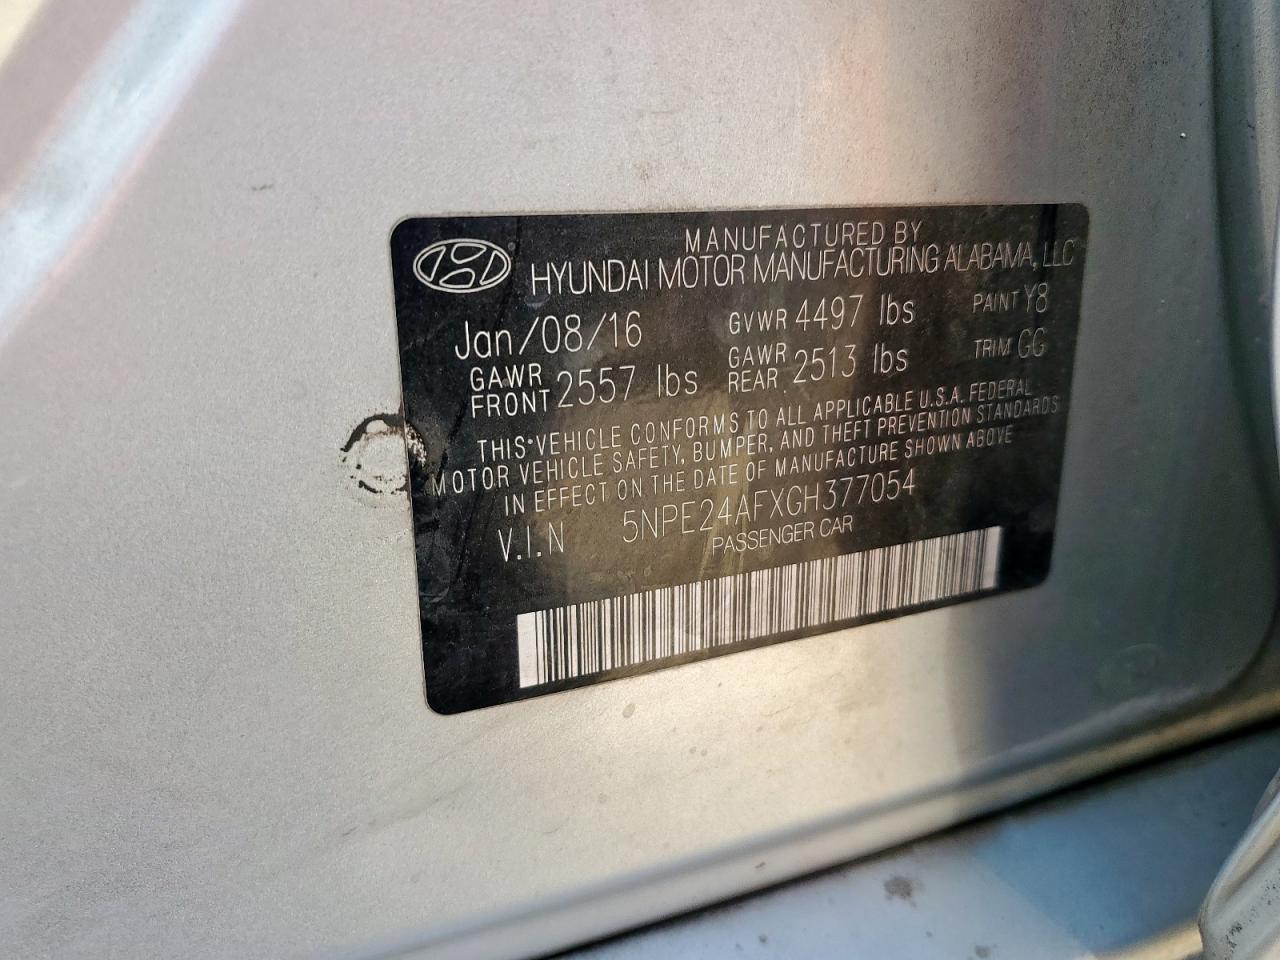 MANUFACTURED BY
HYUNDAI MOTOR MANUFACTURING ALABAMA, LLC
Jan/08/16 GVWR 4497 lbs PAINT Y8
GAWR FRONT 2557 lbs GAWR REAR 2513 lbs TRIM GG
THIS VEHICLE CONFORMS TO ALL APPLICABLE U.S.A. FEDERAL
MOTOR VEHICLE SAFETY, BUMPER, AND THEFT PREVENTION STANDARDS
IN EFFECT ON THE DATE OF MANUFACTURE SHOWN ABOVE
V.I.N 5NPE24AFXGH377054
PASSENGER CAR